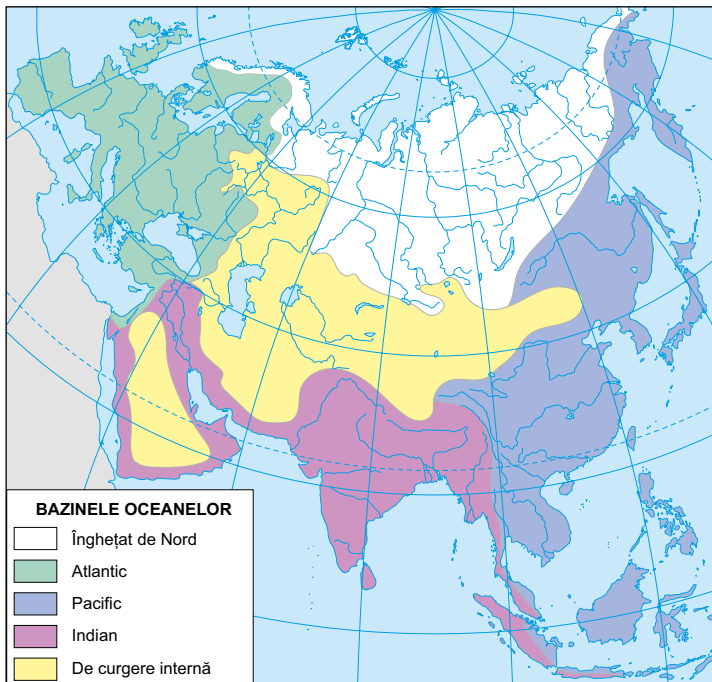 BAZINELE OCEANELOR
Înghețat de Nord
Atlantic
Pacific
Indian
De curgere internă